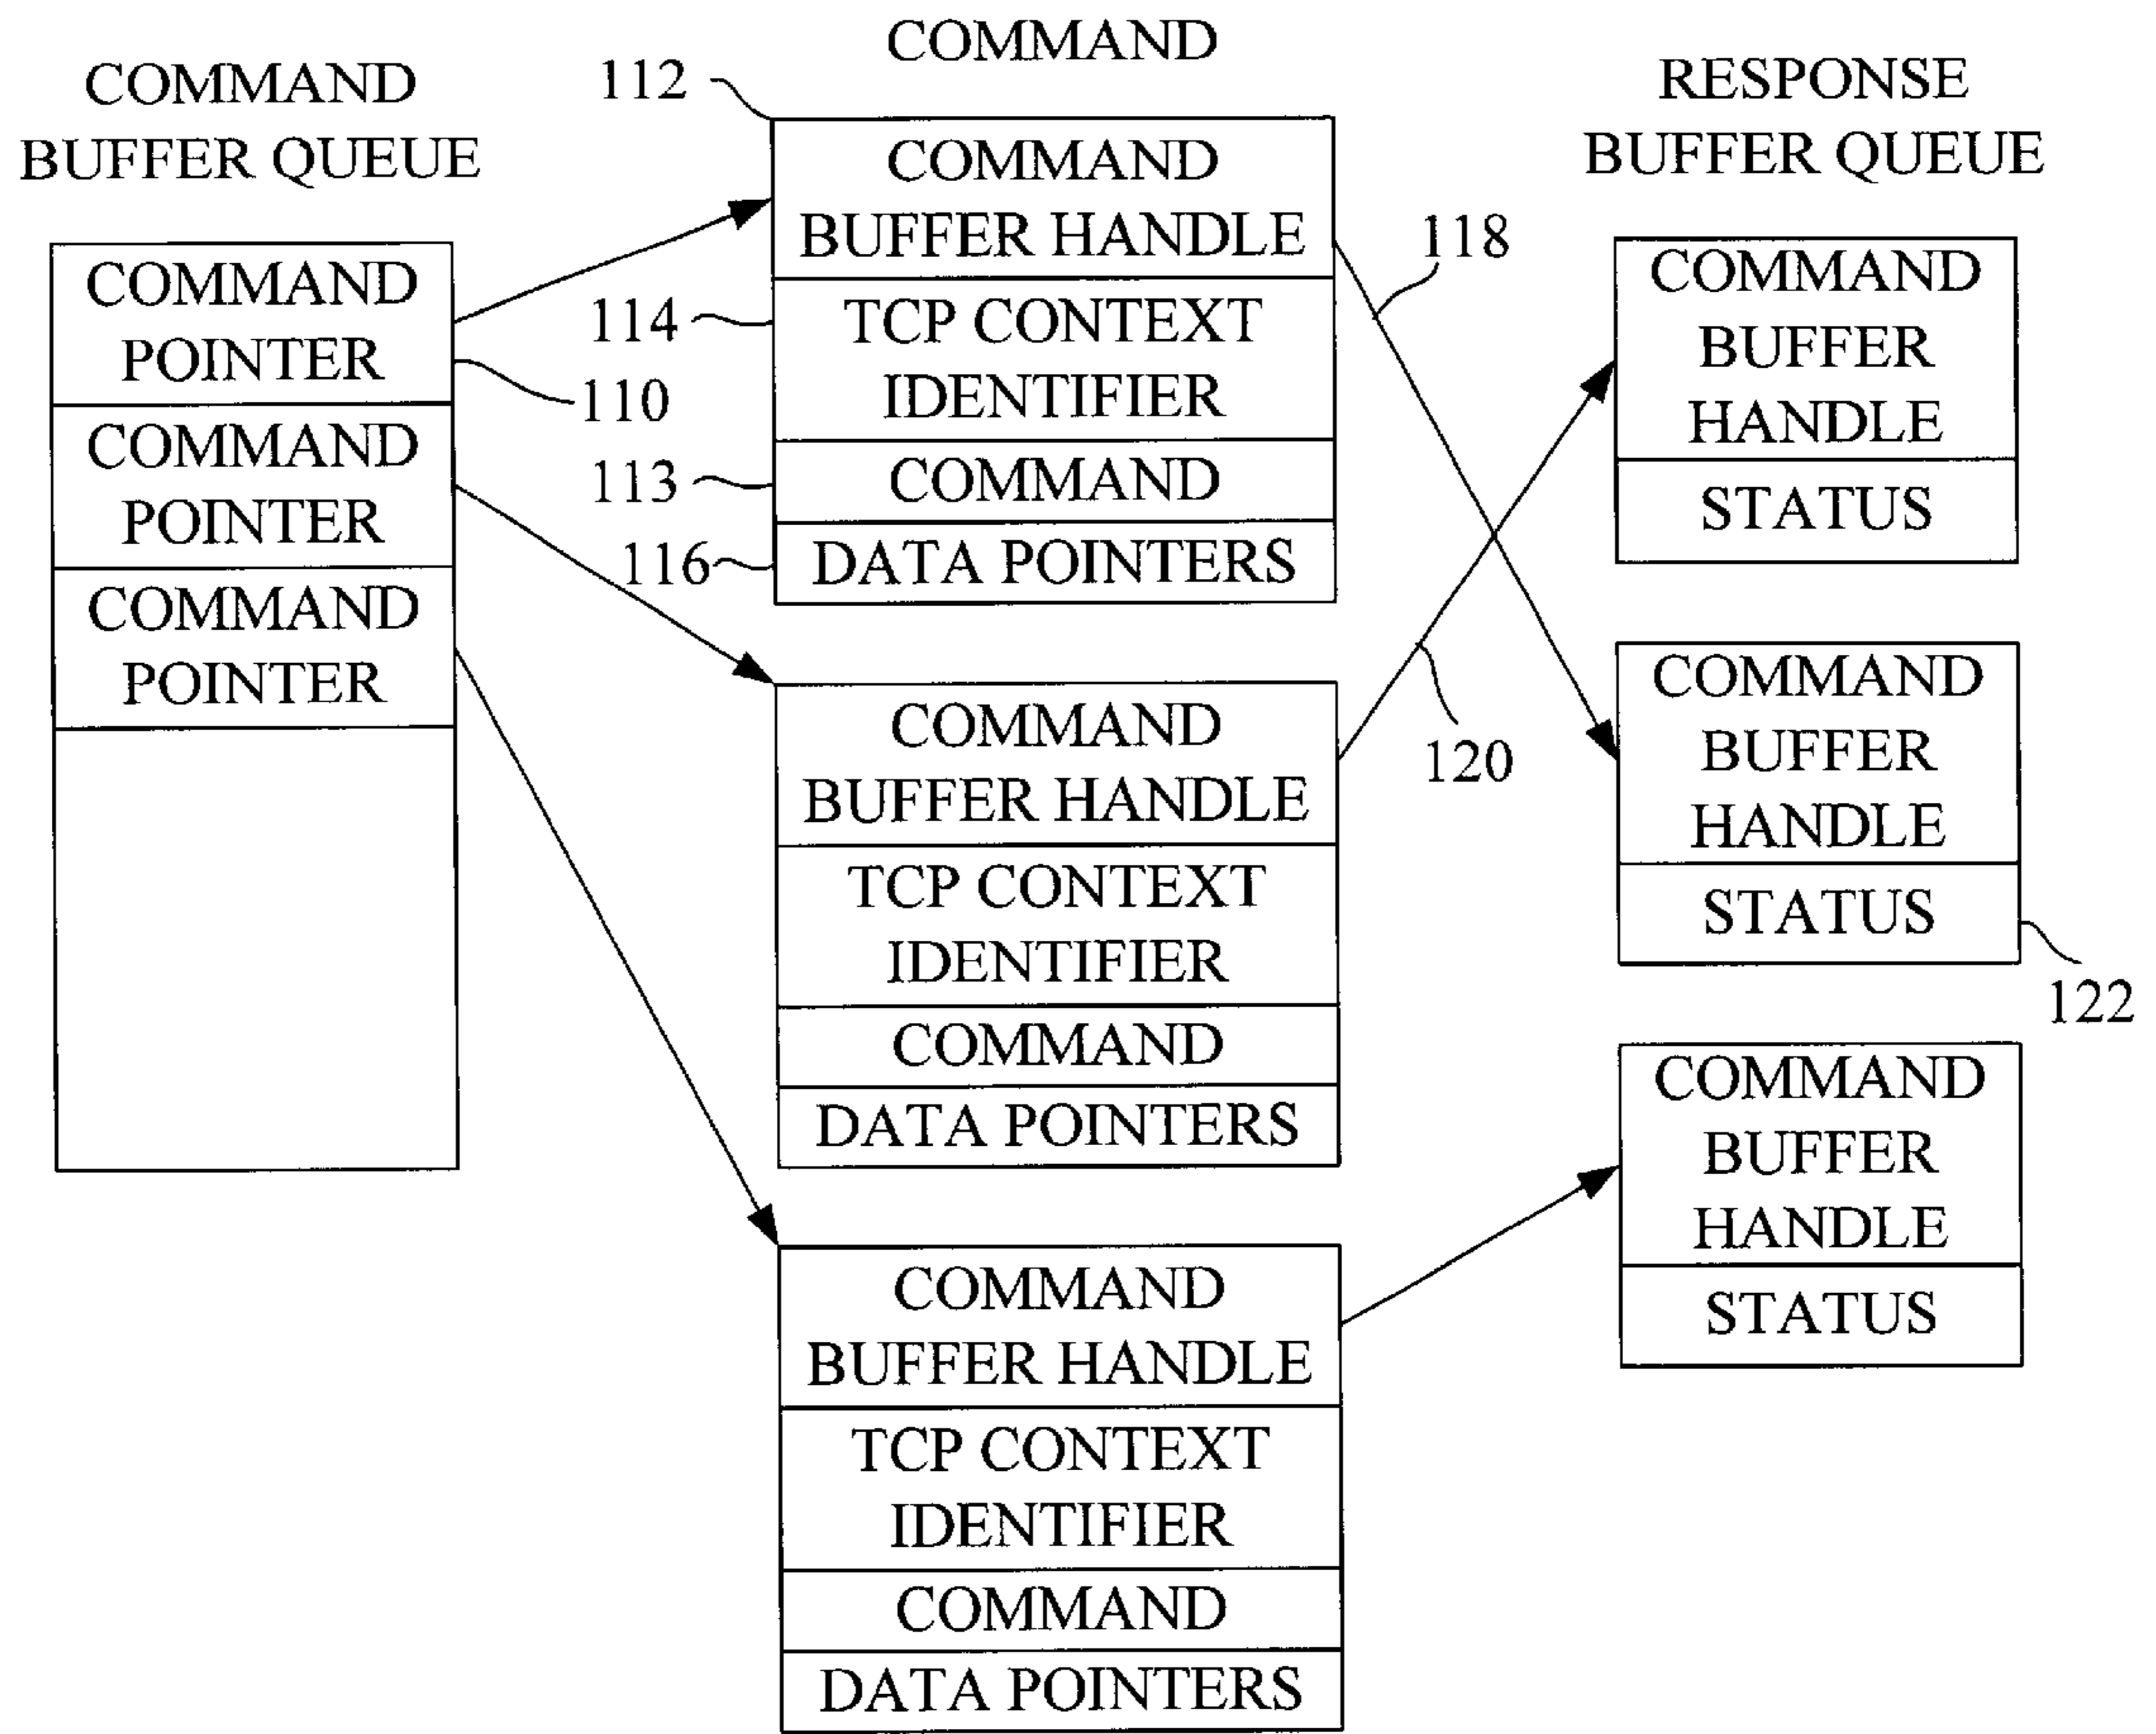 COMMAND
BUFFER QUEUE
COMMAND
POINTER
110
COMMAND
POINTER
COMMAND
POINTER
COMMAND
112
COMMAND
BUFFER HANDLE
114
TCP CONTEXT
IDENTIFIER
113
COMMAND
116
DATA POINTERS
COMMAND
BUFFER HANDLE
TCP CONTEXT
IDENTIFIER
COMMAND
DATA POINTERS
COMMAND
BUFFER HANDLE
TCP CONTEXT
IDENTIFIER
COMMAND
DATA POINTERS
118
120
RESPONSE
BUFFER QUEUE
COMMAND
BUFFER
HANDLE
STATUS
COMMAND
BUFFER
HANDLE
STATUS
122
COMMAND
BUFFER
HANDLE
STATUS